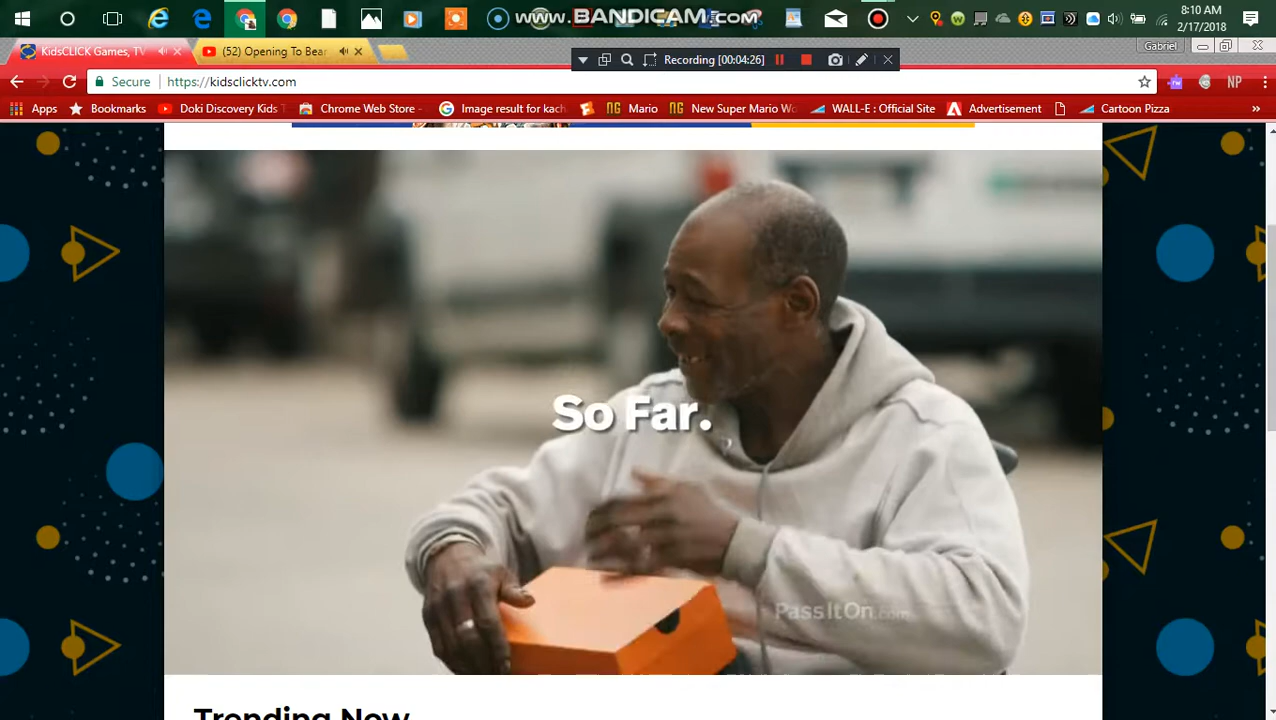 www.BANDICAM.com
8:10 AM
2/17/2018
KidsCLICK Games, TV
(52) Opening To Bear
Recording [00:04:26]
Gabriel
Secure
https://kidsclicktv.com
NP
Apps
Bookmarks
Doki Discovery Kids
Chrome Web Store -
Image result for kach
Mario
New Super Mario Wo
WALL-E : Official Site
Advertisement
Cartoon Pizza
So Far.
PassItOn.com
Trending Now